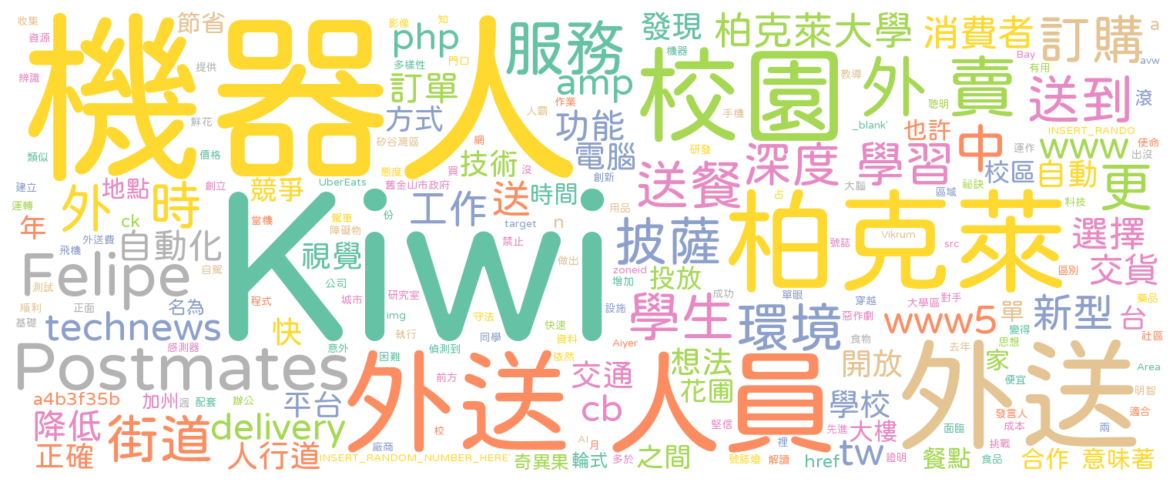 機器人
Kiwi
柏克萊
外送人員
外送
校園
外賣
服務
訂購
Felipe
Postmates
街道
外
時
送餐
深度
學習
中
更
披薩
環境
學生
新型
送到
消費者
柏克萊大學
發現
php
amp
訂單
方式
功能
電腦
技術
節省
地點
競爭
工作
送
時間
n
年
ck
自動化
視覺
快
名為
technews
a4b3f35b
加州
平台
降低
正確
delivery
人行道
交通
cb
想法
花圃
之間
奇異果
輪式
大樓
學校
開放
家
tw
href
餐點
合作
意味著
www5
單
台
交貨
選擇
自動
校區
www
也許
滾
a
投放
收集
資源
辨識
提供
鮮花
價格
類似
建立
運轉
創立
外送費
飛機
自駕
測試
順利
正面
基礎
感測器
程式
當機
UberEats
駕車
障礙物
份
態度
舊金山市政府
矽谷灣區
多樣性
影像
知
門口
作業
人霸
網
買
沒
創新
用品
target
禁止
做出
公司
城市
研究室
img
守法
執行
意外
同學
困難
偵測到
前方
快速
資料
依然
設施
Aiyer
增加
zoneid
成功
單眼
食物
惡作劇
穿越
大學區
對手
變得
思想
去年
便宜
Area
明智
社區
藥品
區別
src
Vikrum
號誌
占
大腦
區域
祕訣
科技
出沒
運作
使命
INSERT_RANDO
_blank'
聰明
有用
Bay
avw
教導
手機
機器
研發
週
配套
辦公
廠商
校
AI
月
多於
裡
堅信
號誌燈
解讀
證明
先進
面臨
食品
挑戰
成本
發言人
適合
兩
INSERT_RANDOM_NUMBER_HERE'